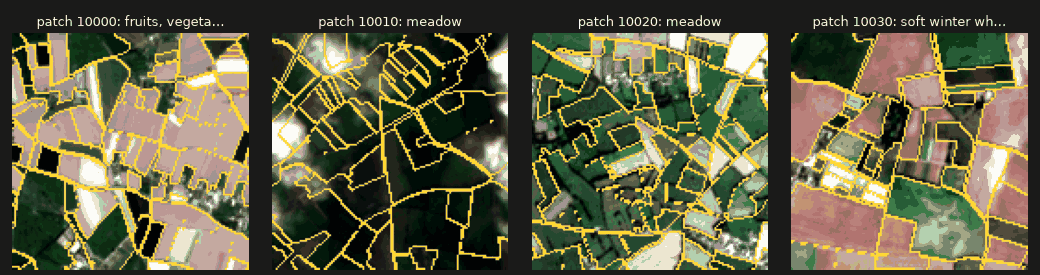 patch 10000: fruits, vegeta...
patch 10010: meadow
patch 10020: meadow
patch 10030: soft winter wh...